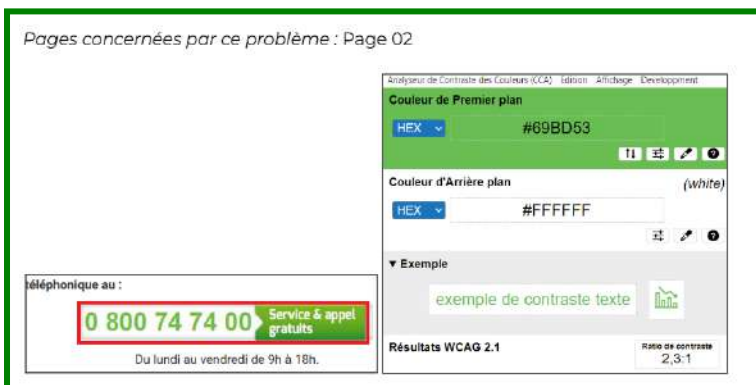 Pages concernées par ce problème : Page 02
Analyseur de Contraste des Couleurs (CCA) Edition Affichage Developpment
Couleur de Premier plan
HEX #69BD53
Couleur d'Arrière plan (white)
HEX #FFFFFF
▼ Exemple
exemple de contraste texte
Résultats WCAG 2.1
Ratio de contraste
2,3:1
téléphonique au :
0 800 74 74 00
Service & appel
gratuits
Du lundi au vendredi de 9h à 18h.